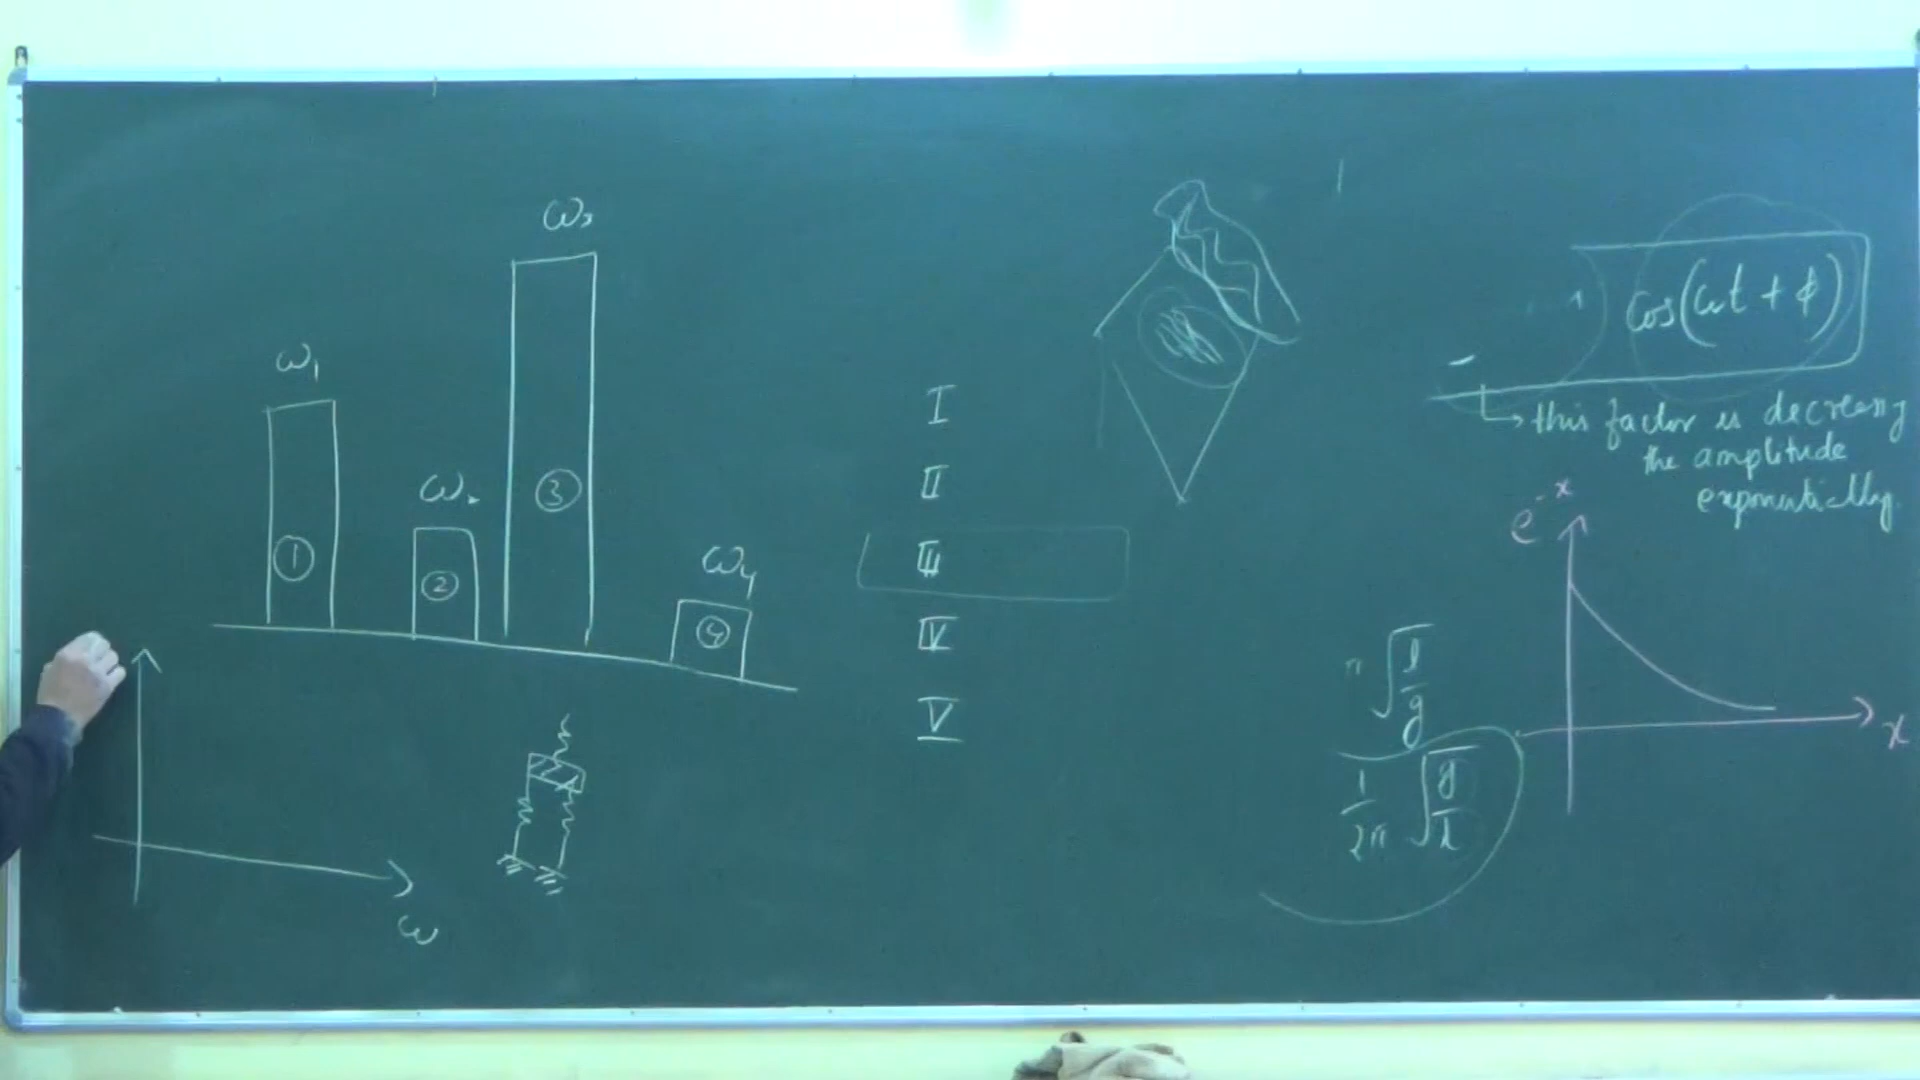 ω₃
ω₁
ω₂
ω₄
①
②
③
④
ω
I
II
III
IV
V
cos(ωt + ϕ)
↳ this factor is decreasing
the amplitude
exponentially.
e⁻ˣ
x
π √(l/g)
1/2π √(g/l)